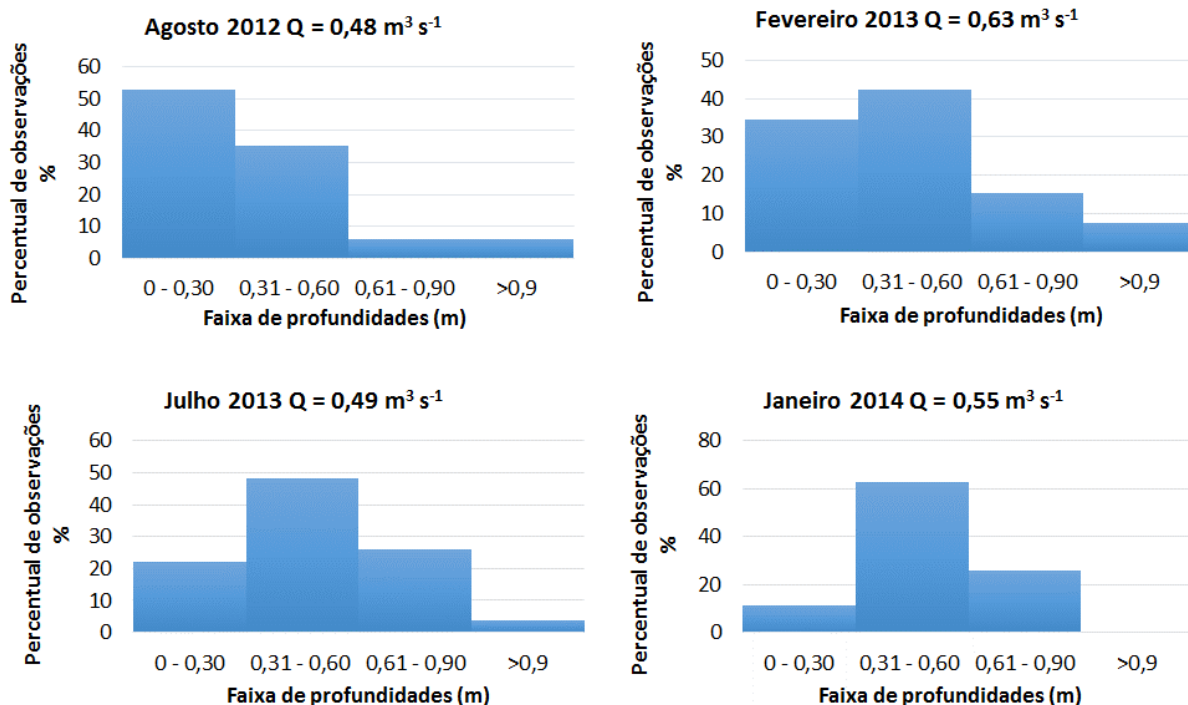 Agosto 2012 Q = 0,48 m³ s⁻¹
Percentual de observações
%
60
50
40
30
20
10
0
0 - 0,30 0,31 - 0,60 0,61 - 0,90 >0,9
Faixa de profundidades (m)
Fevereiro 2013 Q = 0,63 m³ s⁻¹
Percentual de observações
%
50
40
30
20
10
0
0 - 0,30 0,31 - 0,60 0,61 - 0,90 >0,9
Faixa de profundidades (m)
Julho 2013 Q = 0,49 m³ s⁻¹
Percentual de observações
%
60
50
40
30
20
10
0
0 - 0,30 0,31 - 0,60 0,61 - 0,90 >0,9
Faixa de profundidades (m)
Janeiro 2014 Q = 0,55 m³ s⁻¹
Percentual de observações
%
80
60
40
20
0
0 - 0,30 0,31 - 0,60 0,61 - 0,90 >0,9
Faixa de profundidades (m)